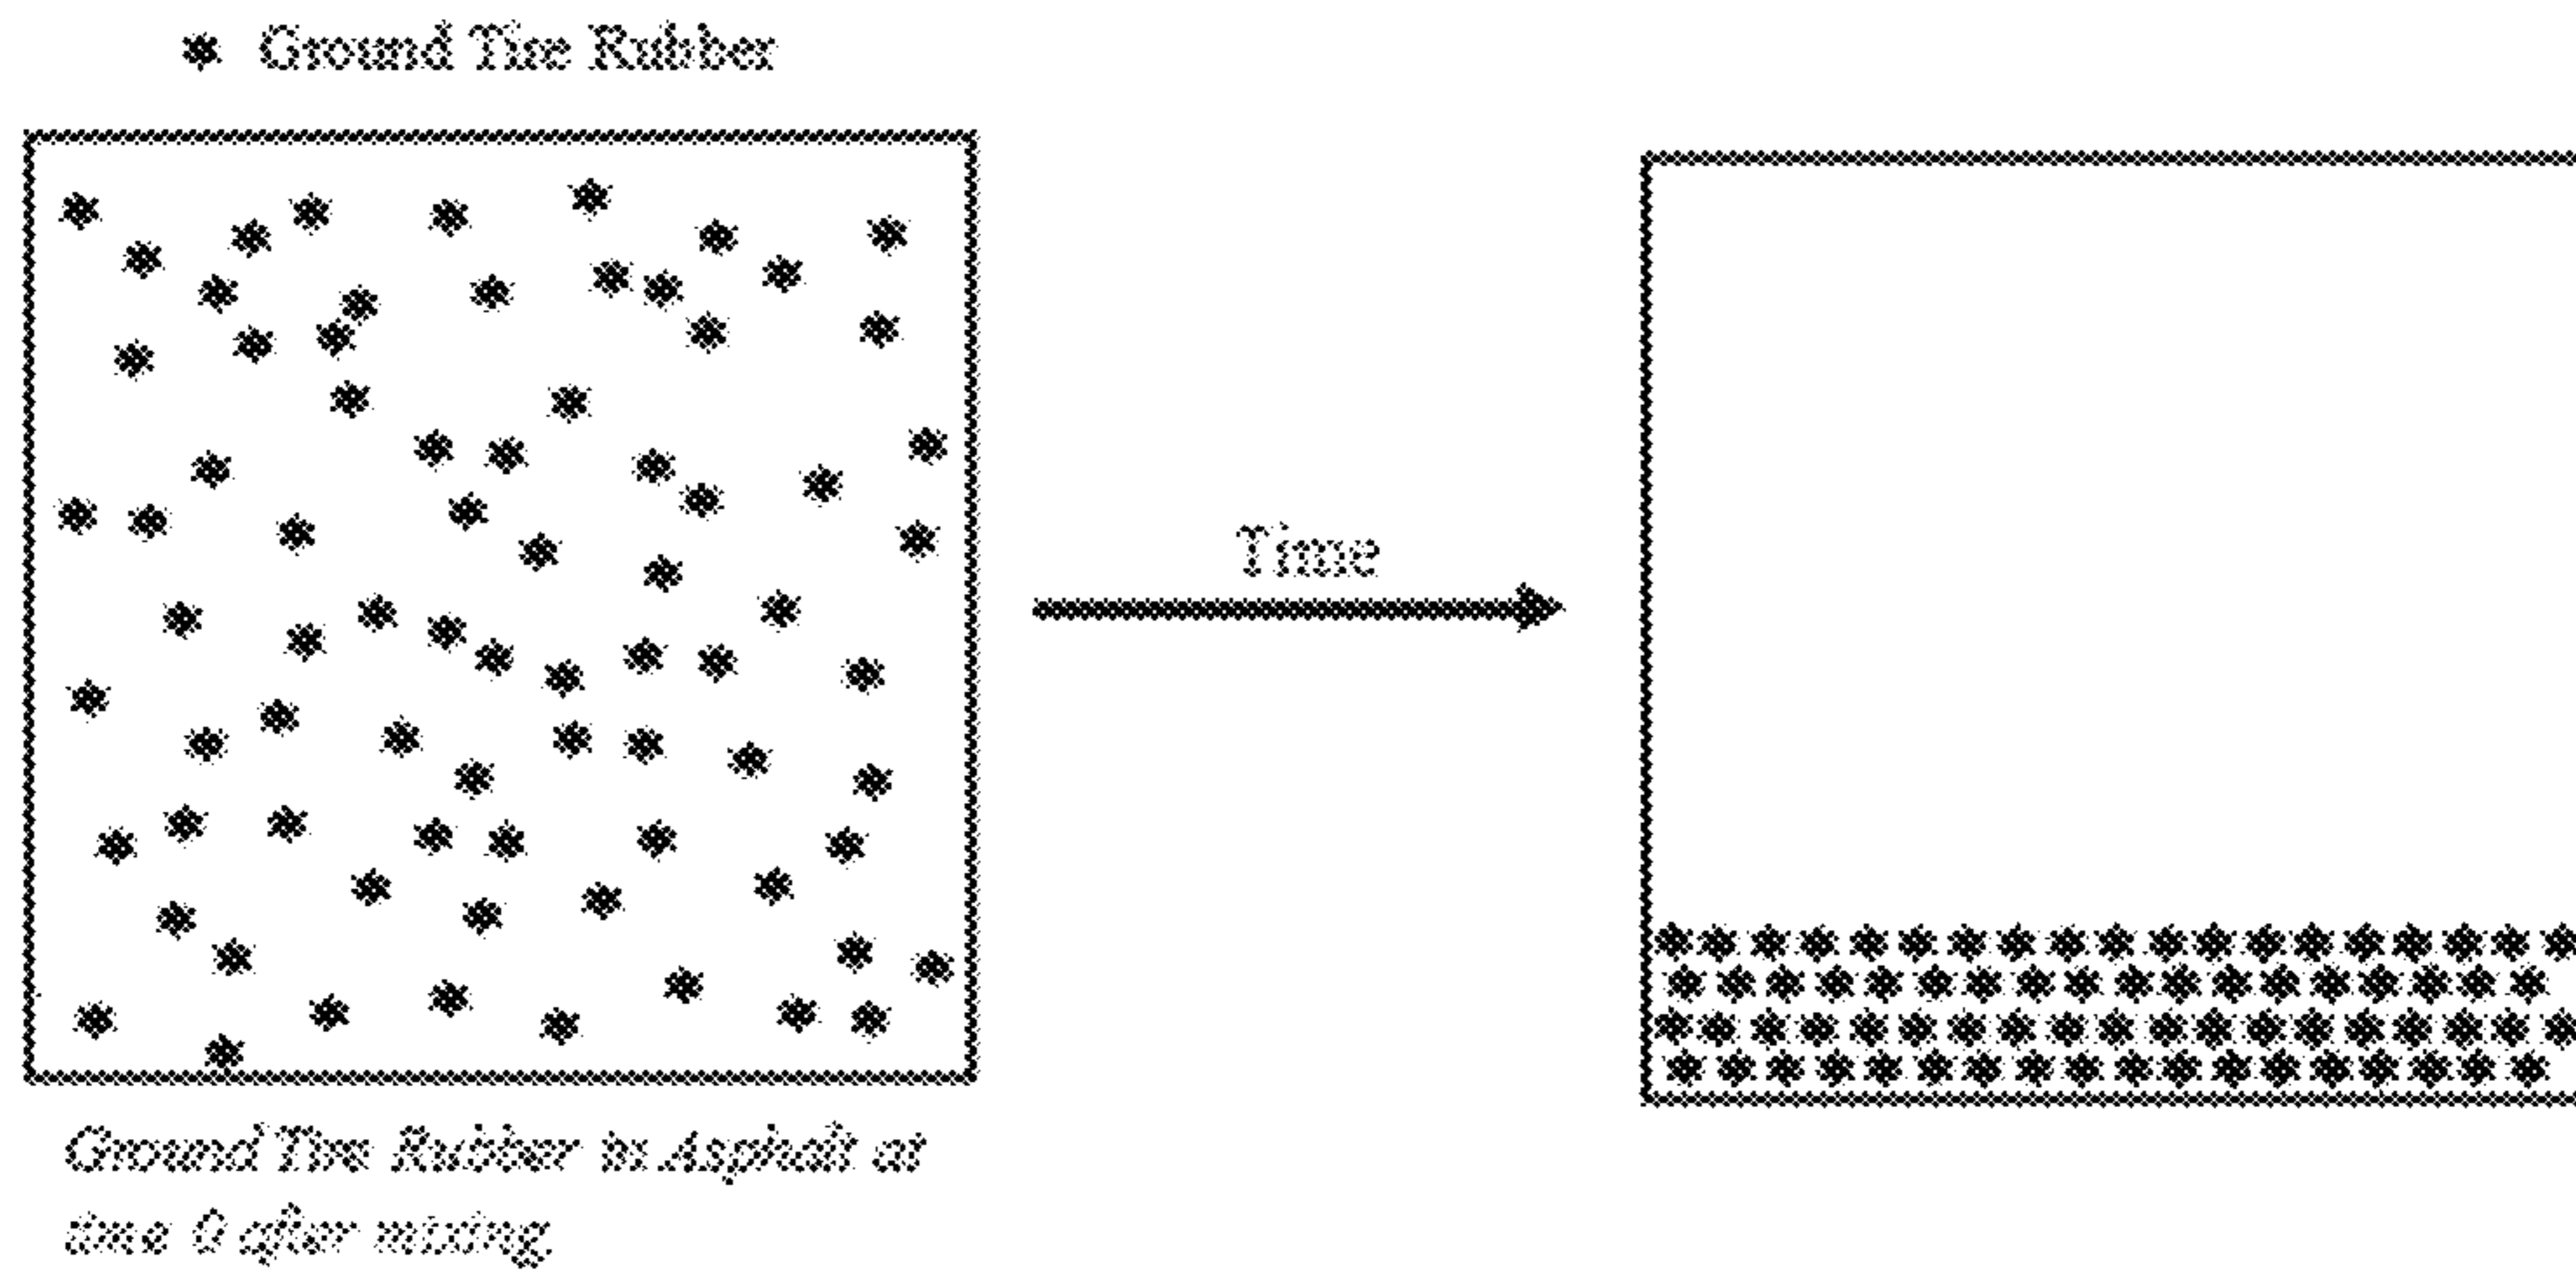 Ground Tire Rubber
Time
Ground Tire Rubber in Asphalt at
time 0 after mixing